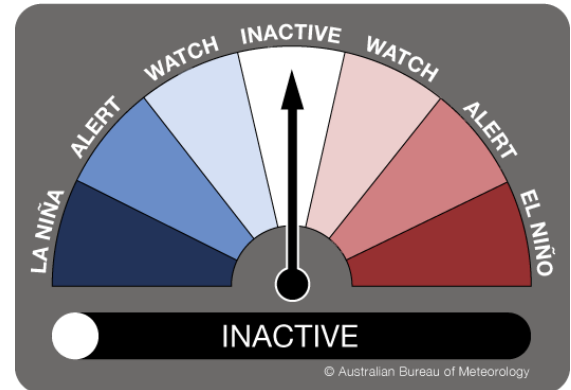 LA NIÑA
ALERT
WATCH
INACTIVE
WATCH
ALERT
EL NIÑO
INACTIVE
© Australian Bureau of Meteorology